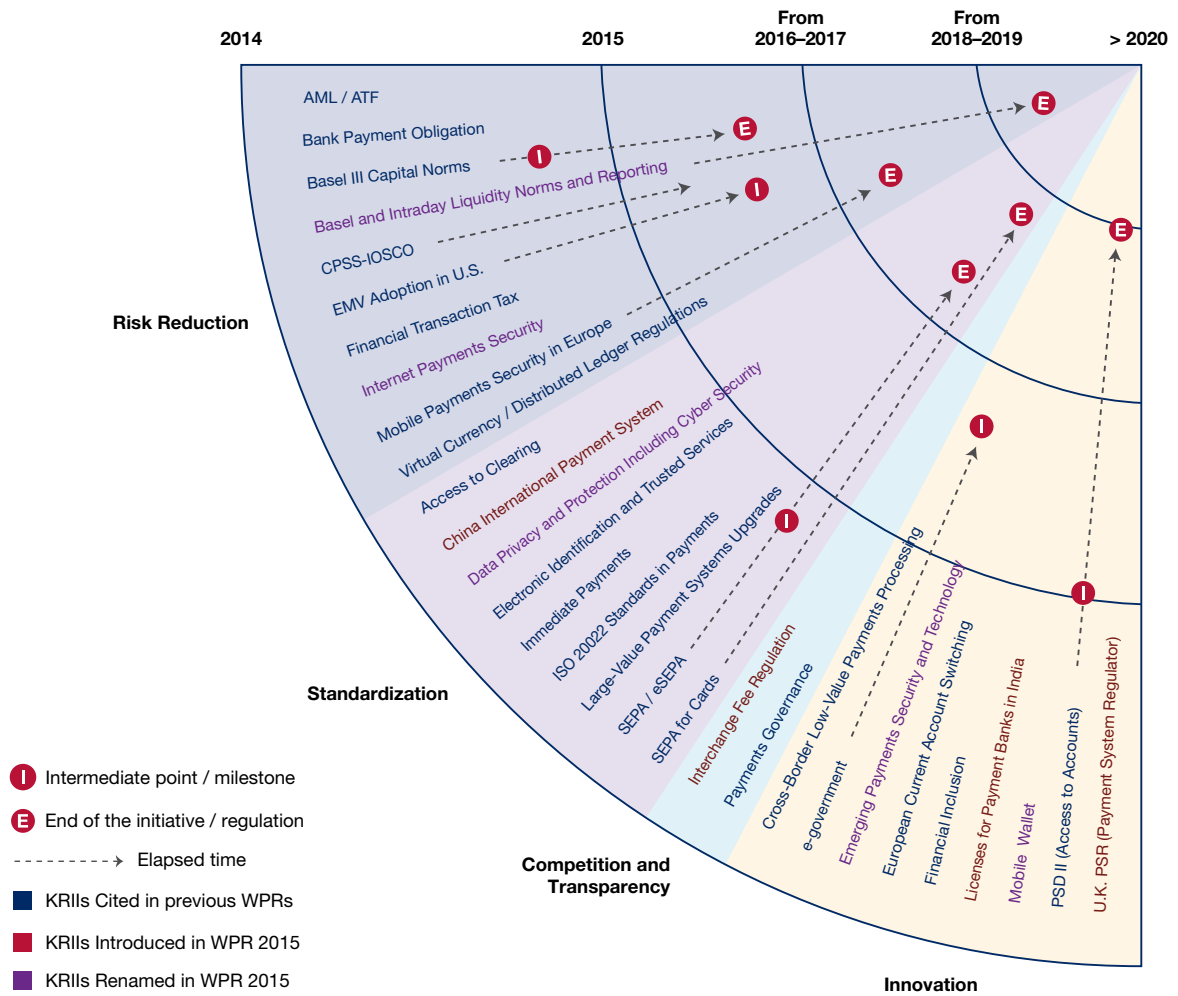 From
From
2014
2015
2016–2017
2018–2019
> 2020
AML / ATF
Bank Payment Obligation
Basel III Capital Norms
Basel and Intraday Liquidity Norms and Reporting
CPSS-IOSCO
EMV Adoption in U.S.
Financial Transaction Tax
Internet Payments Security
Mobile Payments Security in Europe
Virtual Currency / Distributed Ledger Regulations
E
E
I
I
E
E
E
E
Risk Reduction
Access to Clearing
China International Payment System
Data Privacy and Protection Including Cyber Security
Electronic Identification and Trusted Services
Immediate Payments
ISO 20022 Standards in Payments
Large-Value Payment Systems Upgrades
SEPA / eSEPA
SEPA for Cards
I
I
I
Standardization
Interchange Fee Regulation
Payments Governance
Competition and
Transparency
Cross-Border Low-Value Payments Processing
e-government
Emerging Payments Security and Technology
European Current Account Switching
Financial Inclusion
Licenses for Payment Banks in India
Mobile Wallet
PSD II (Access to Accounts)
U.K. PSR (Payment System Regulator)
Innovation
I Intermediate point / milestone
E End of the initiative / regulation
Elapsed time
KRIIs Cited in previous WPRs
KRIIs Introduced in WPR 2015
KRIIs Renamed in WPR 2015